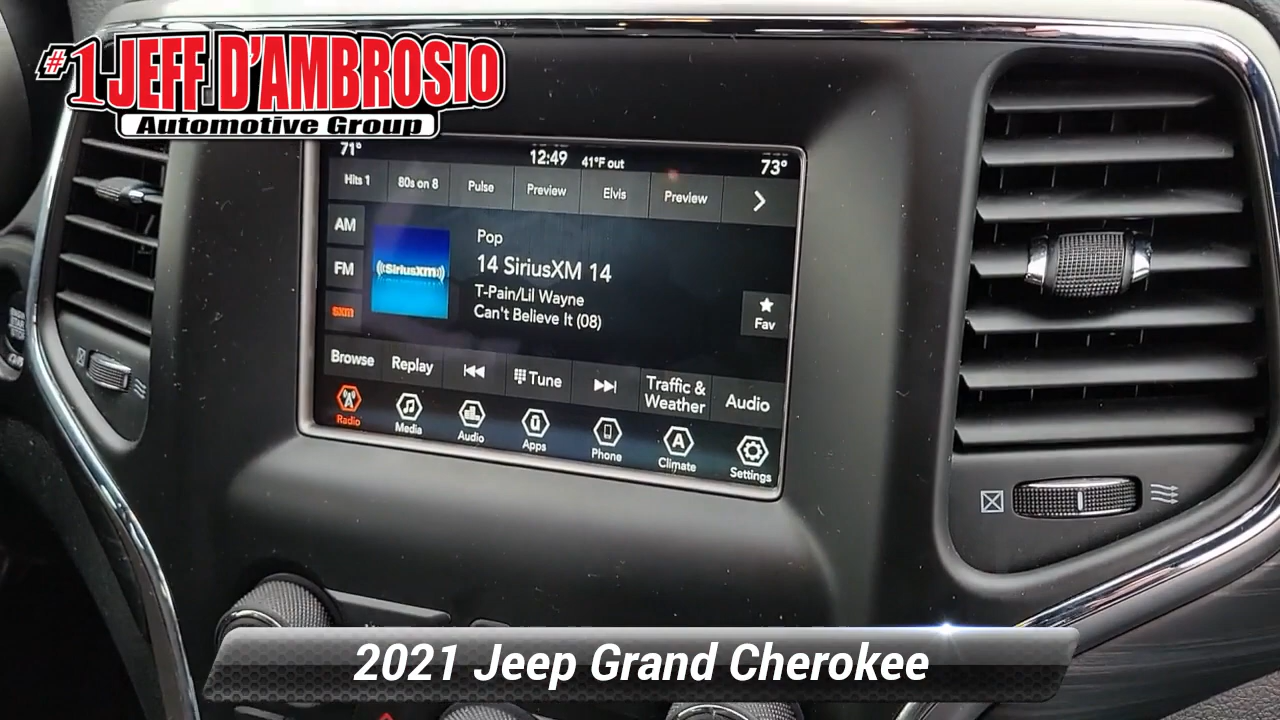 #1 JEFF D'AMBROSIO
Automotive Group
71° 12:49 41°F out 73°
Hits 1 80s on 8 Pulse Preview Elvis Preview
AM
FM
sxm
((SiriusXM))
Pop
14 SiriusXM 14
T-Pain/Lil Wayne
Can't Believe It (08)
Fav
Browse Replay Tune Traffic & Weather Audio
Radio Media Audio Apps Phone A Climate Settings
2021 Jeep Grand Cherokee